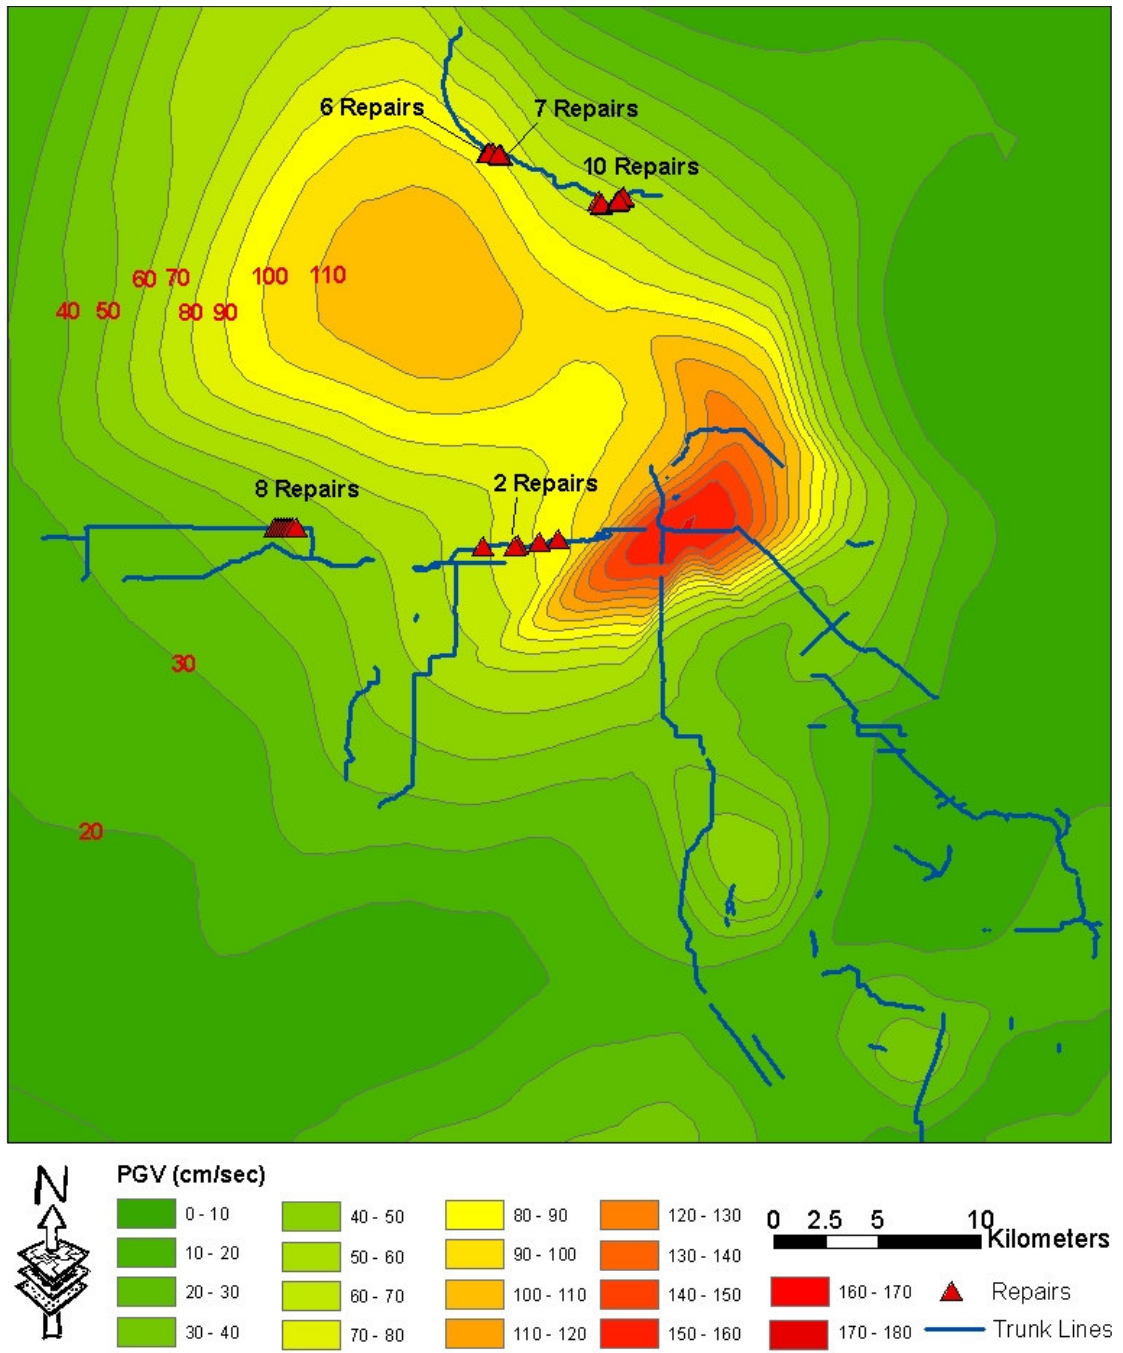 6 Repairs
7 Repairs
10 Repairs
60 70 100 110
40 50 80 90
8 Repairs
2 Repairs
30
20
N
PGV (cm/sec)
0 - 10
10 - 20
20 - 30
30 - 40
40 - 50
50 - 60
60 - 70
70 - 80
80 - 90
90 - 100
100 - 110
110 - 120
120 - 130
130 - 140
140 - 150
150 - 160
160 - 170
170 - 180
0 2.5 5 10
Kilometers
Repairs
Trunk Lines